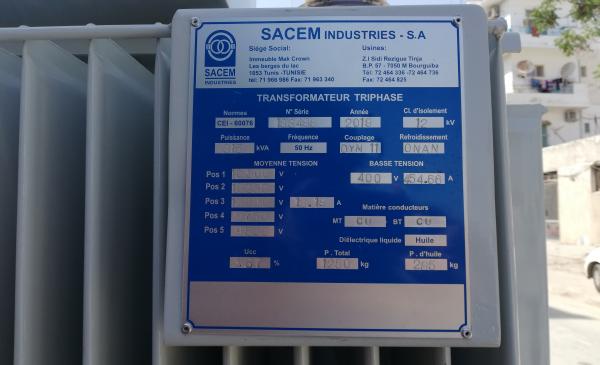 SACEM INDUSTRIES - S.A
Siége Social:
Immeuble Mak Crown
Les berges du lac
1053 Tunis -TUNISIE
tel: 71 966 986 Fax: 71 963 340
Usines:
Z.I Sidi Rezigue Tinja
B.P. 57 - 7050 M Bourguiba
Tél: 72 464 336 -72 464 736
Fax: 72 464 825
SACEM
INDUSTRIES
TRANSFORMATEUR TRIPHASE
Normes N° Série Année Cl. d'isolement
CEI - 60076 2018 12 kV
Puissance Fréquence Couplage Refroidissement
kVA 50 Hz DYN 11 ONAN
MOYENNE TENSION BASSE TENSION
Pos 1 V 400 V A
Pos 2 V
Pos 3 V A
Matière conducteurs
Pos 4 V MT CU BT CU
Pos 5 V
Diélectrique liquide Huile
Ucc P . Total P . d'huile
% kg kg